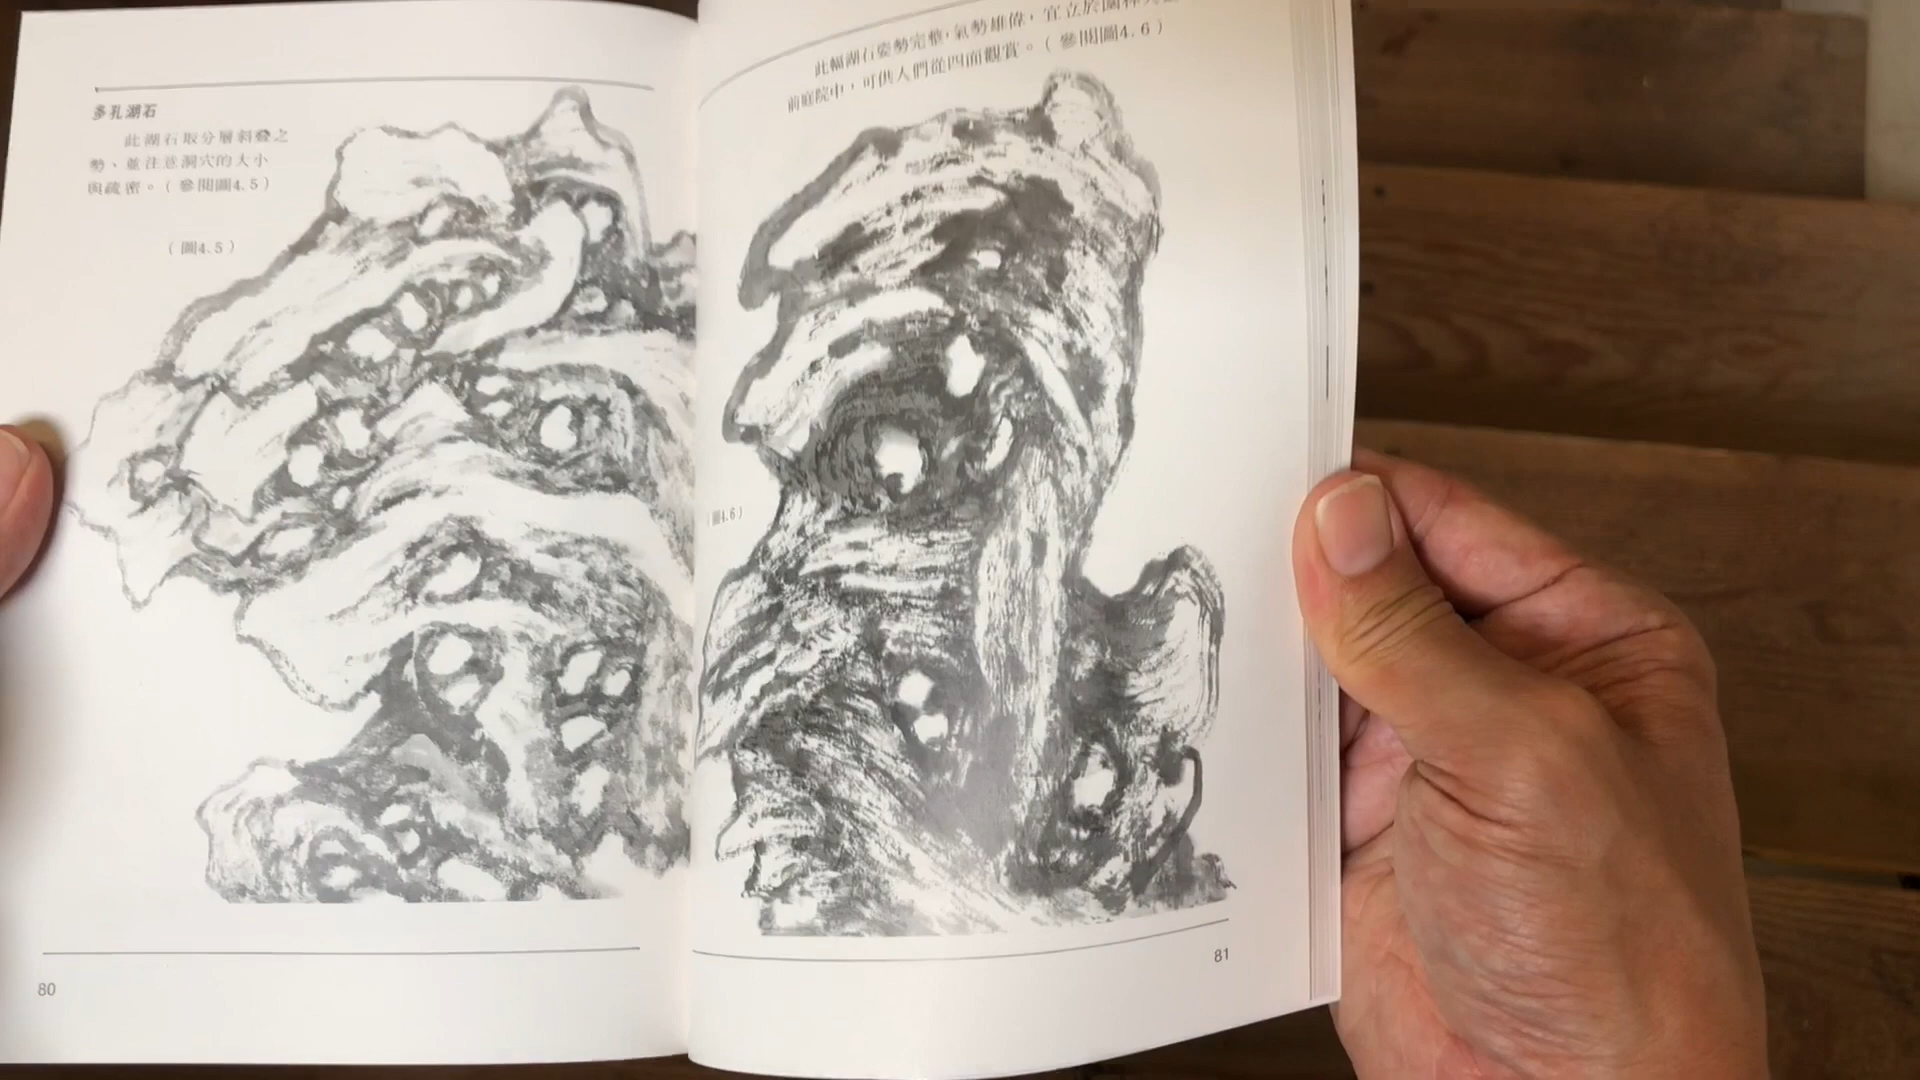 多孔湖石
此湖石取分層斜叠之
勢、並注意洞穴的大小
與疏密。(參閱圖4.5)
(圖4.5)
80
此幅湖石姿勢完整，氣勢雄偉，宜立於園林
前庭院中，可供人們從四面觀賞。(參閱圖4.6)
(圖4.6)
81